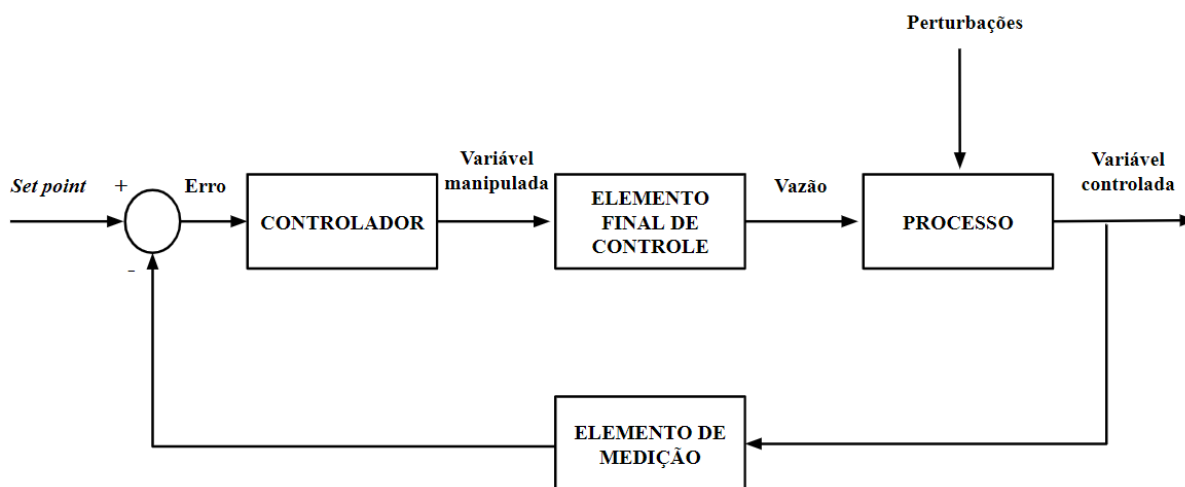 Perturbações
Set point
+
Erro
CONTROLADOR
Variável
manipulada
ELEMENTO
FINAL DE
CONTROLE
Vazão
PROCESSO
Variável
controlada
-
ELEMENTO DE
MEDIÇÃO